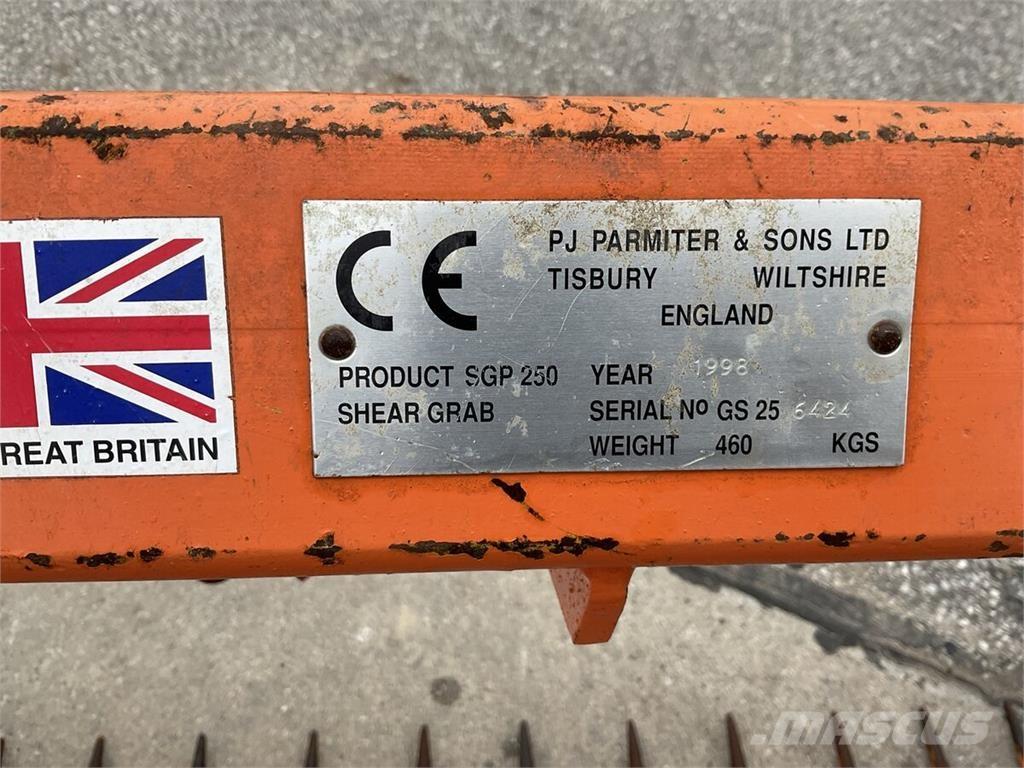 CE
PJ PARMITER & SONS LTD
TISBURY WILTSHIRE
ENGLAND
PRODUCT SGP 250 YEAR 1998
SHEAR GRAB SERIAL Nº GS 25 6424
WEIGHT 460 KGS
REAT BRITAIN
MASCUS